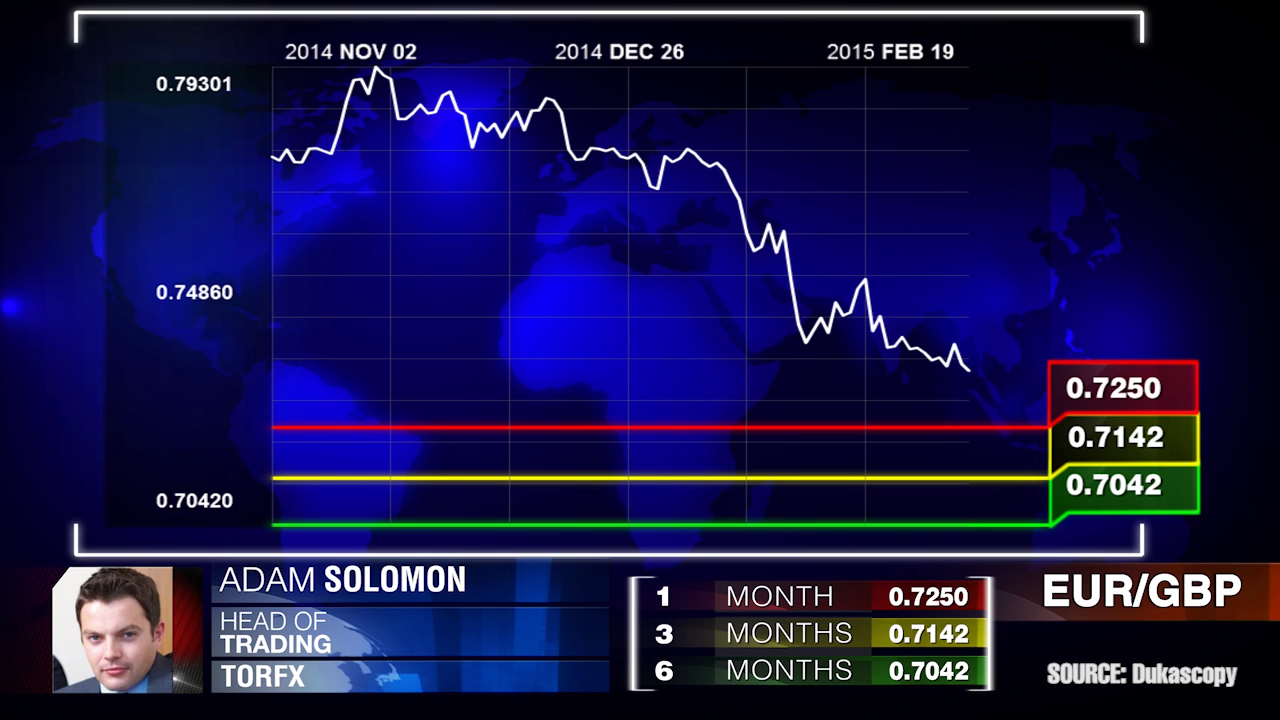 2014 NOV 02
2014 DEC 26
2015 FEB 19
0.79301
0.74860
0.70420
0.7250
0.7142
0.7042
ADAM SOLOMON
HEAD OF
TRADING
TORFX
1 MONTH 0.7250
3 MONTHS 0.7142
6 MONTHS 0.7042
EUR/GBP
SOURCE: Dukascopy